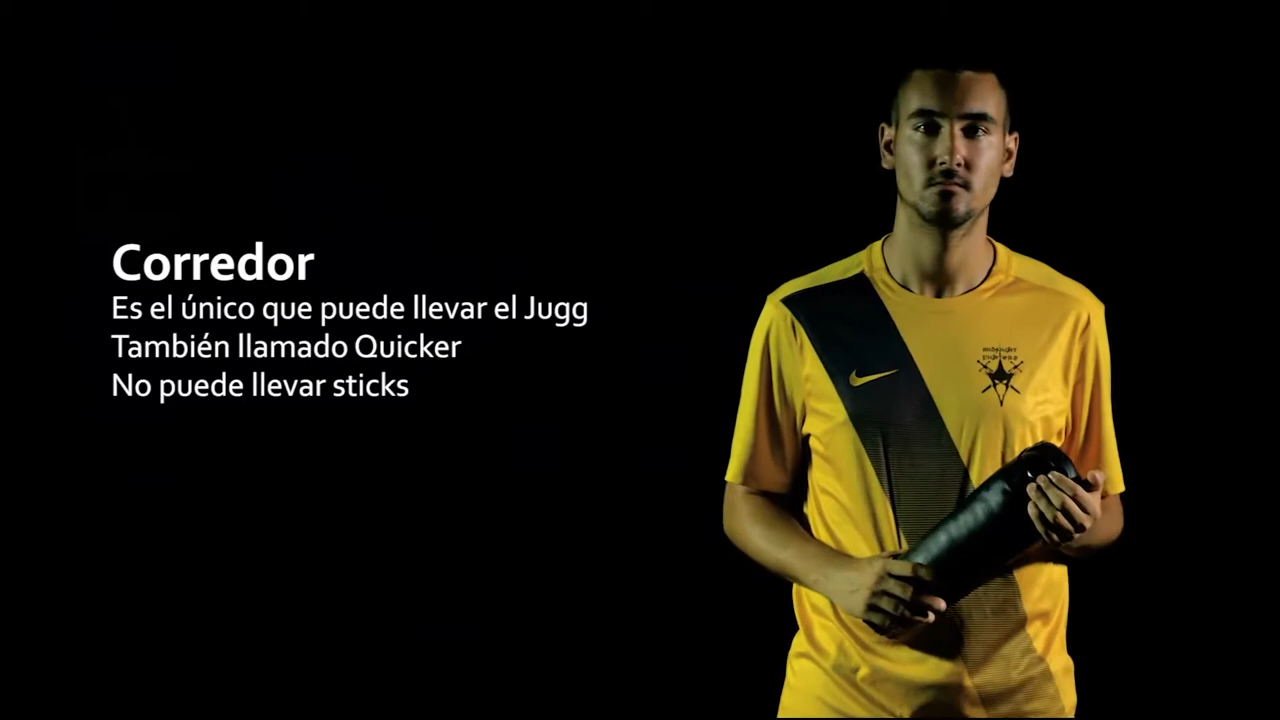 Corredor
Es el único que puede llevar el Jugg
También llamado Quicker
No puede llevar sticks